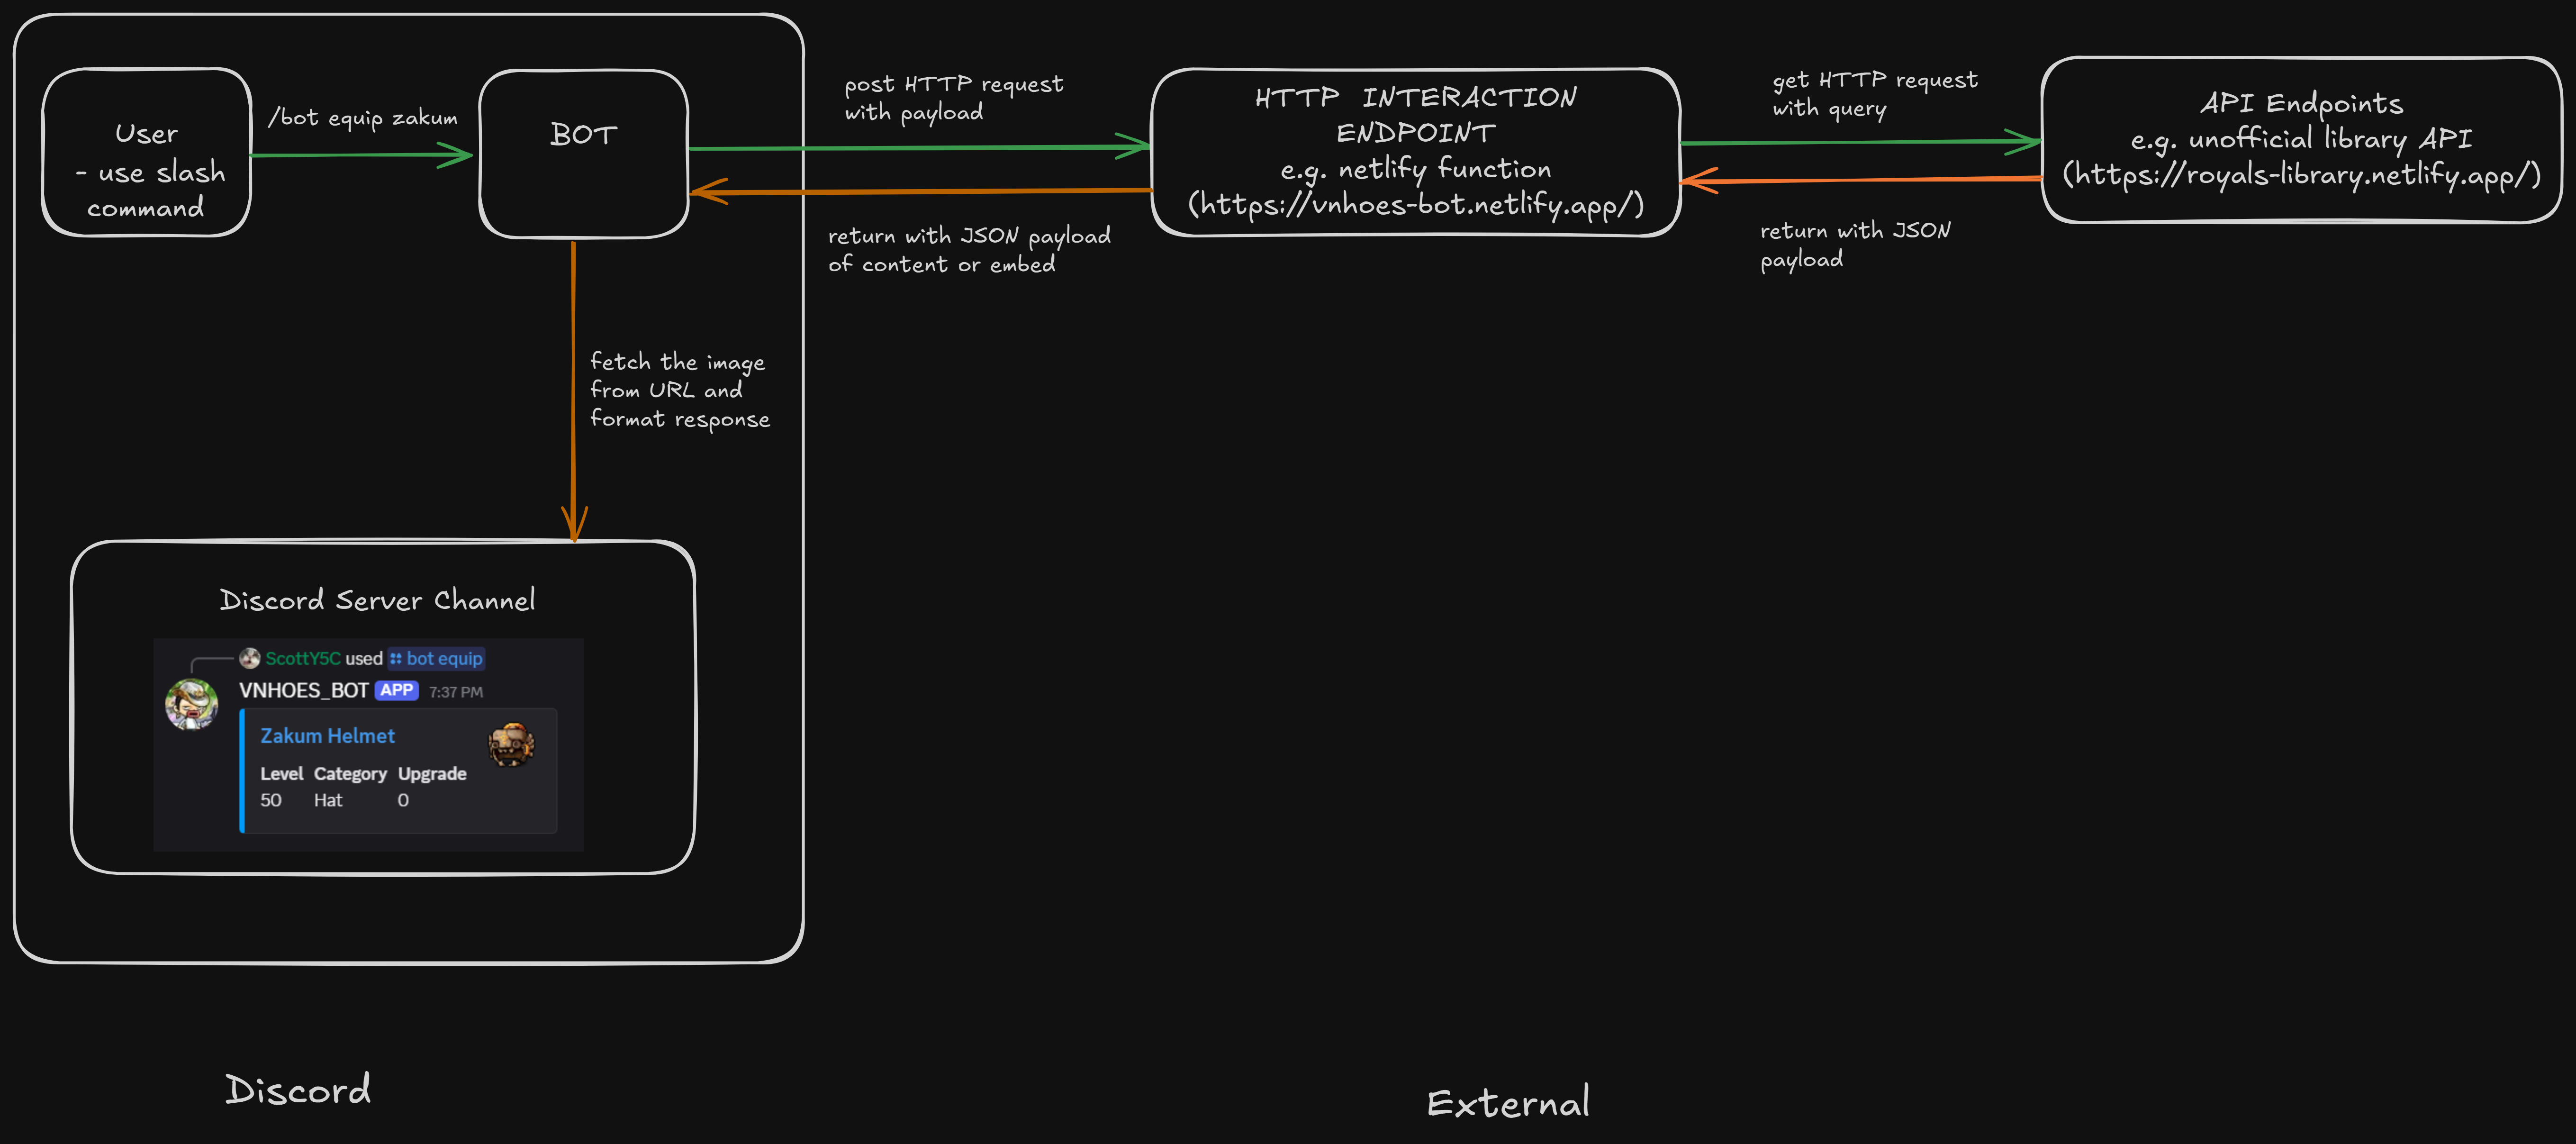 User
- use slash
command
/bot equip zakum
BOT
post HTTP request
with payload
return with JSON payload
of content or embed
HTTP INTERACTION
ENDPOINT
e.g. netlify function
(https://vnhoes-bot.netlify.app/)
get HTTP request
with query
return with JSON
payload
API Endpoints
e.g. unofficial library API
(https://royals-library.netlify.app/)
fetch the image
from URL and
format response
Discord Server Channel
ScottY5C used bot equip
VNHOES_BOT APP 7:37 PM
Zakum Helmet
Level Category Upgrade
50 Hat 0
Discord
External